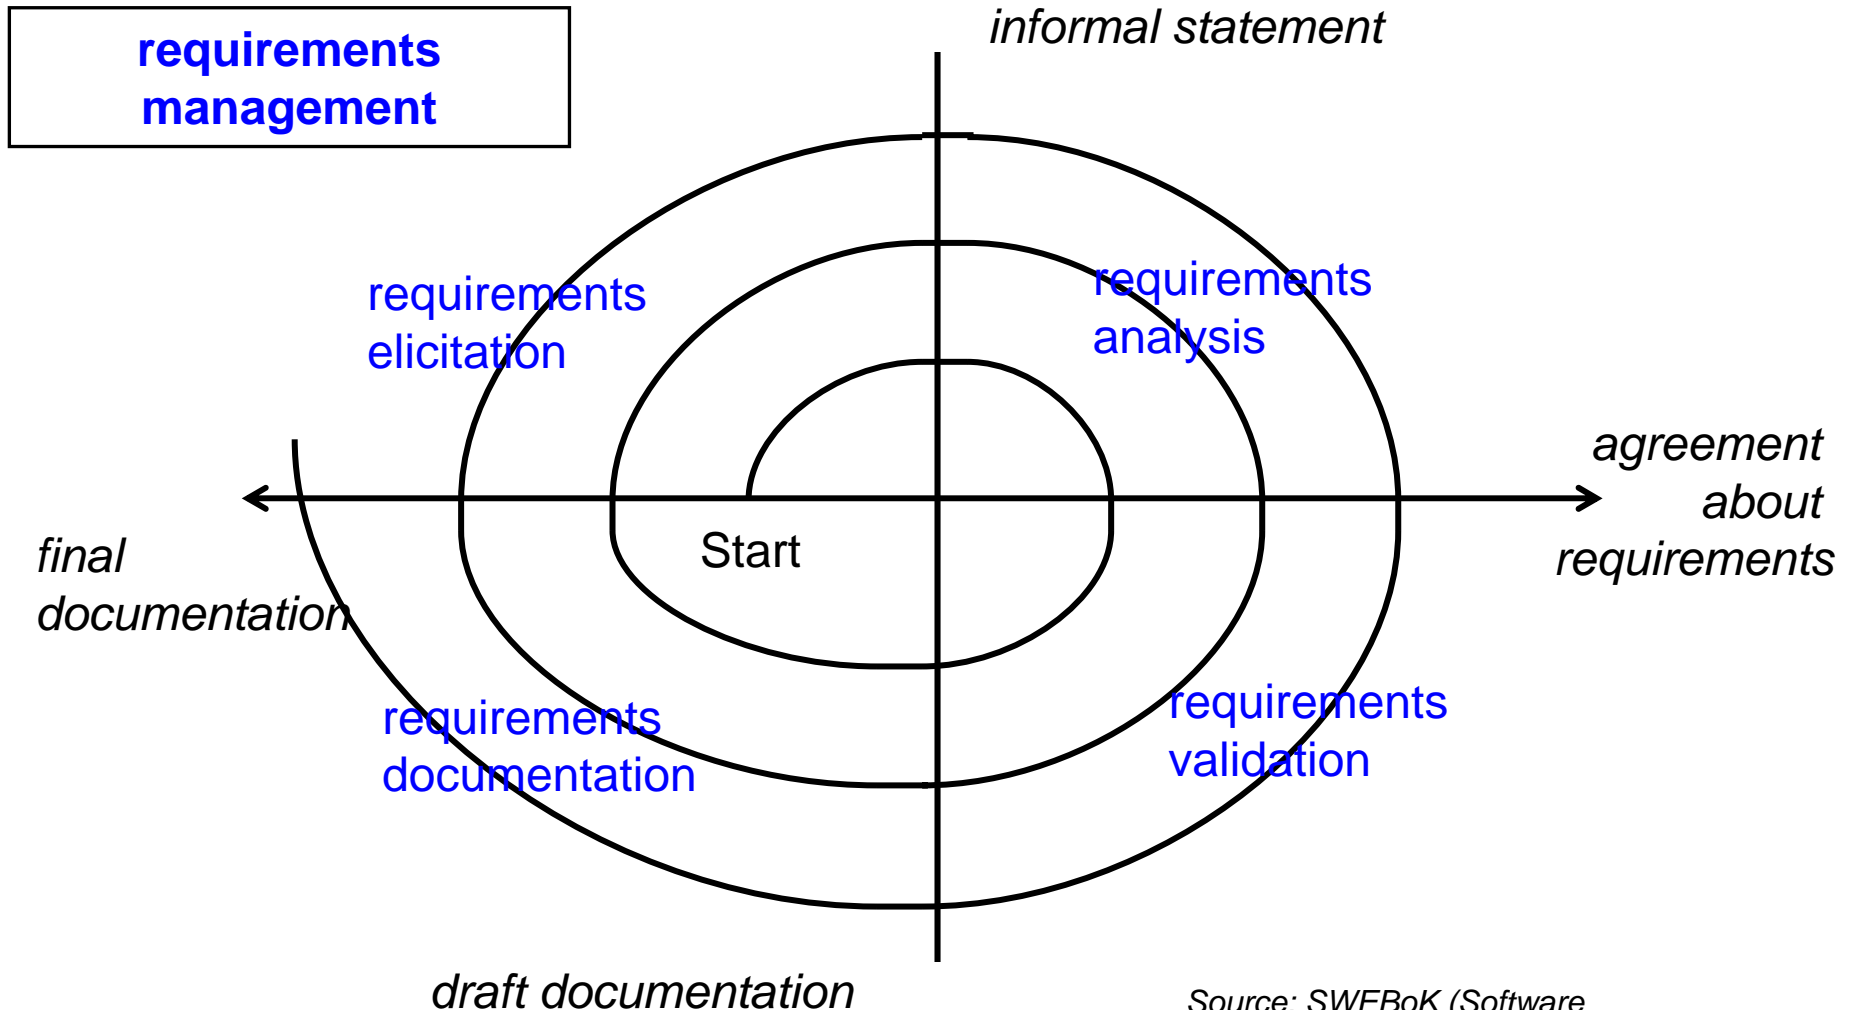 requirements
management
informal statement
requirements
elicitation
requirements
analysis
agreement
about
requirements
Start
final
documentation
requirements
documentation
requirements
validation
draft documentation
Source: SWEBoK (Software